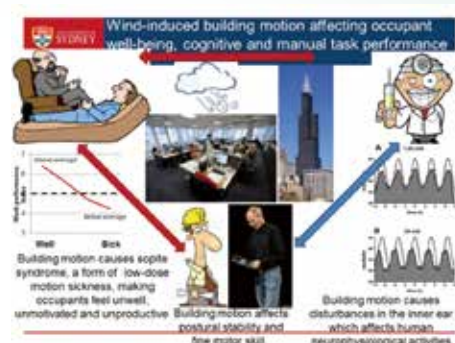 SYDNEY
Wind-induced building motion affecting occupant
well-being, cognitive and manual task performance
Well Sick
Building motion causes sopite
syndrome, a form of low-dose
motion sickness, making
occupants feel unwell,
unmotivated and unproductive
Building motion affects
postural stability and
fine motor skill
A
B
Building motion causes
disturbances in the inner ear
which affects human
neurophysiological activities